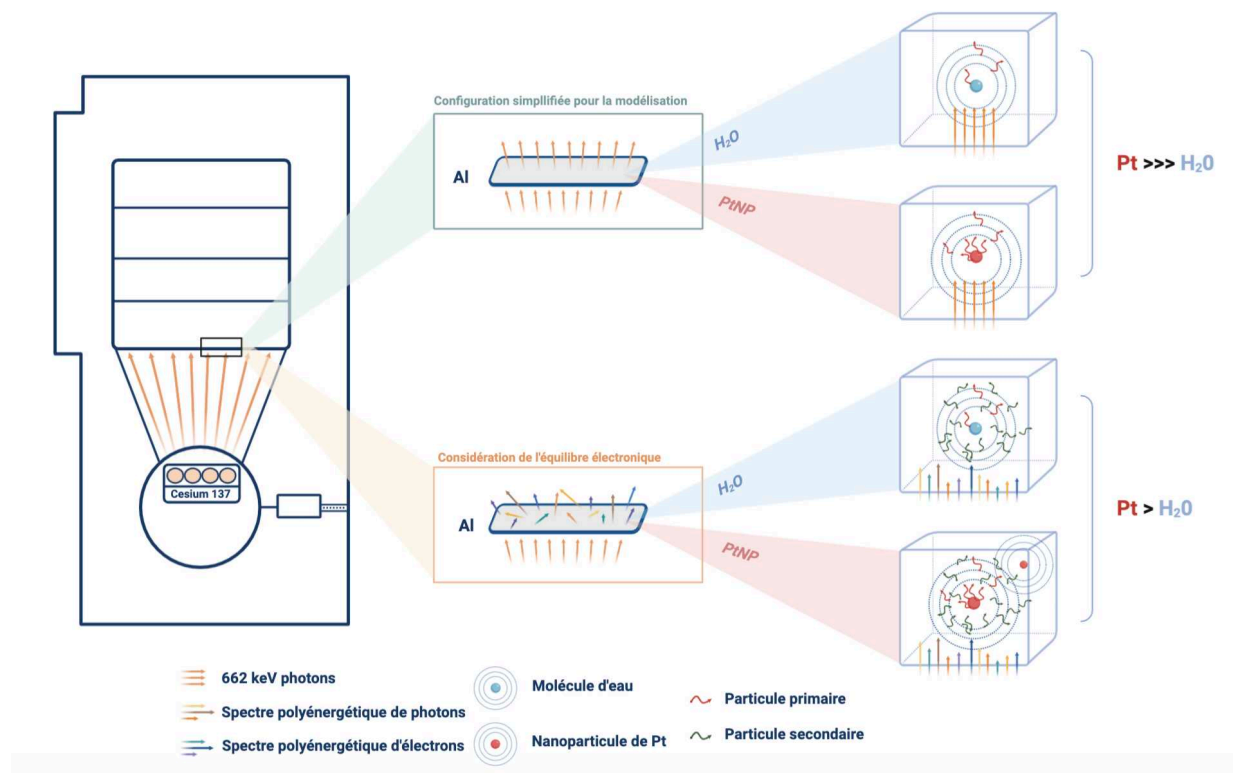 Configuration simpllifiée pour la modélisation
Al
H₂O
PtNP
Pt >>> H₂0
Cesium 137
Considération de l'équilibre électronique
Al
H₂O
PtNP
Pt > H₂O
662 keV photons
Spectre polyénergétique de photons
Spectre polyénergétique d'électrons
Molécule d'eau
Nanoparticule de Pt
Particule primaire
Particule secondaire